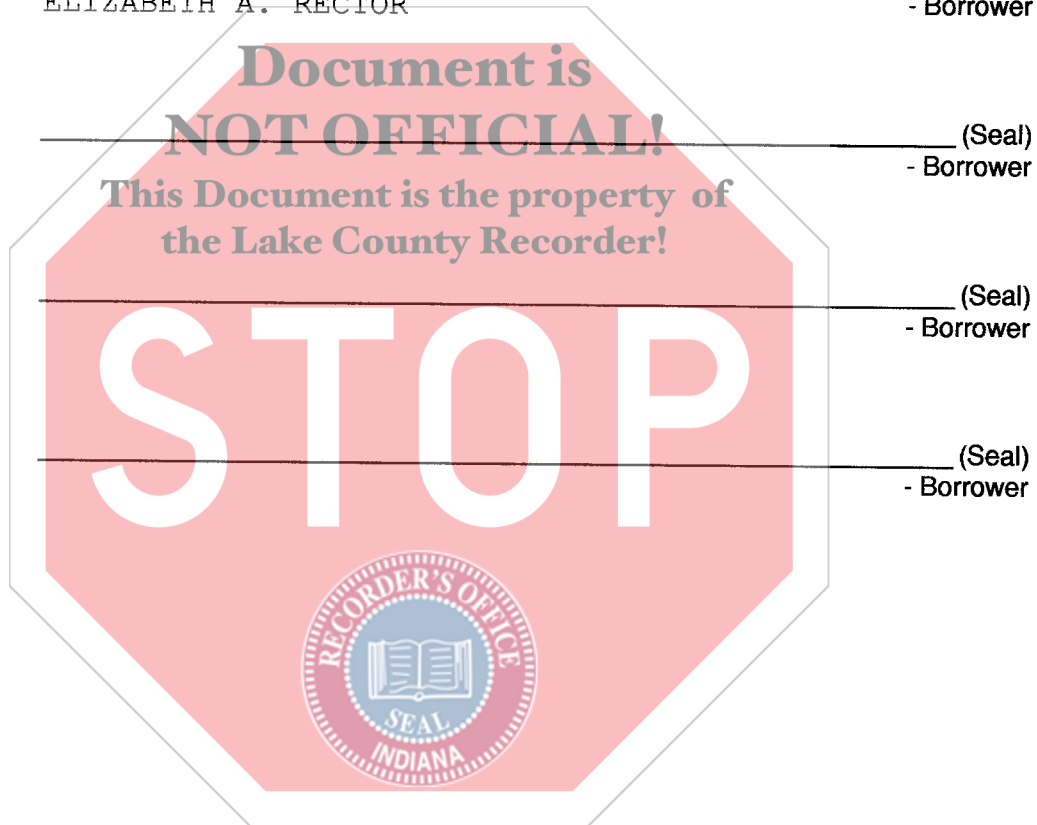 ELIZABETH A. RECTOR
- Borrower
Document is
NOT OFFICIAL!
(Seal)
- Borrower
This Document is the property of
the Lake County Recorder!
(Seal)
- Borrower
STOP
(Seal)
- Borrower
RECORDER'S OFFICE
SEAL
INDIANA